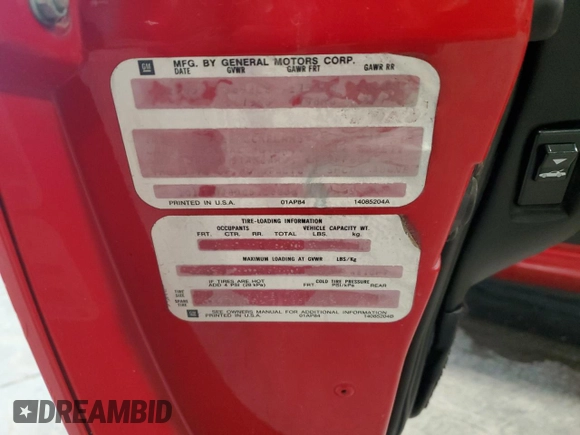 GM MFG. BY GENERAL MOTORS CORP.
DATE GVWR GAWR FRT GAWR RR
PRINTED IN U.S.A. 01AP84 14085204A
TIRE-LOADING INFORMATION
OCCUPANTS VEHICLE CAPACITY WT.
FRT. CTR. RR. TOTAL LBS. kg.
MAXIMUM LOADING AT GVWR LBS/Kg
IF TIRES ARE HOT COLD TIRE PRESSURE
ADD 4 PSI (28 kPa) FRT. PSI/kPa REAR
TIRE
SIZE
SPARE
TIRE
GM SEE OWNERS MANUAL FOR ADDITIONAL INFORMATION
PRINTED IN U.S.A. 01AP84 14085204B
DREAMBID